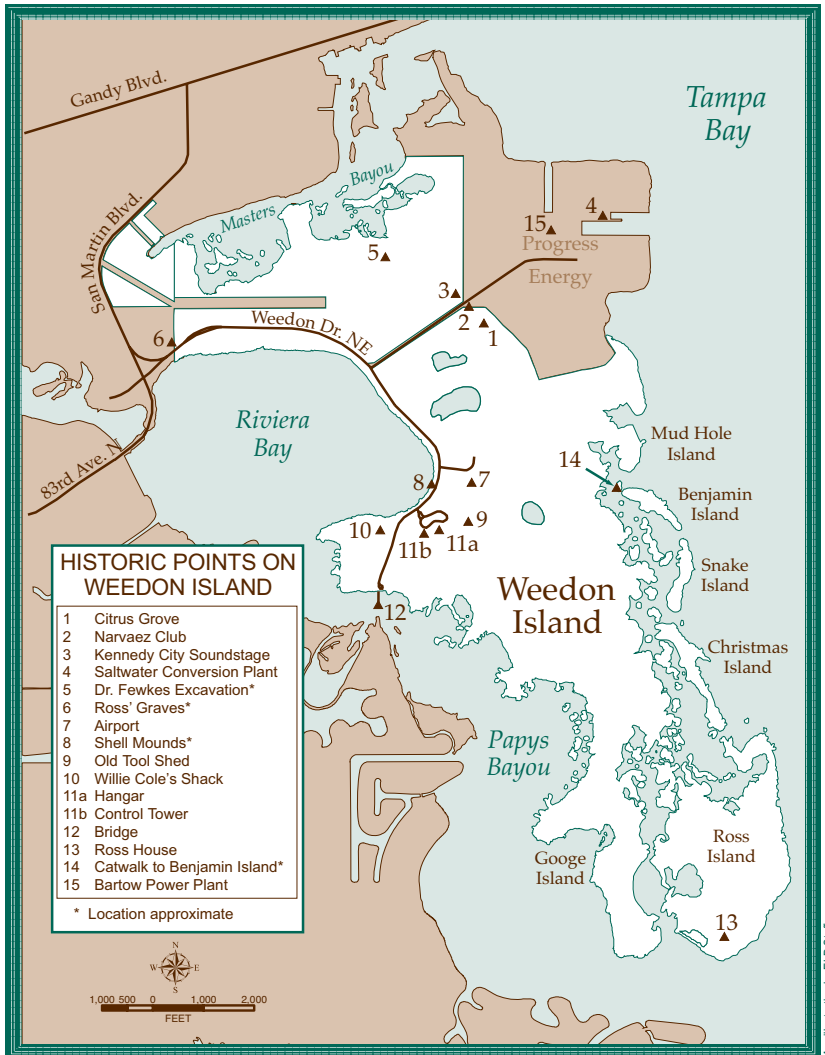 Gandy Blvd.
Tampa
Bay
Bayou
Masters
San Martin Blvd.
4
15
Progress
Energy
5
3
2
1
Weedon Dr. NE
6
Riviera
Bay
Mud Hole
Island
83rd Ave. N
14
8
7
Benjamin
Island
10
9
11b
11a
Snake
Island
Weedon
Island
12
Christmas
Island
Papys
Bayou
Ross
Island
Googe
Island
13
HISTORIC POINTS ON
WEEDON ISLAND
1 Citrus Grove
2 Narvaez Club
3 Kennedy City Soundstage
4 Saltwater Conversion Plant
5 Dr. Fewkes Excavation*
6 Ross' Graves*
7 Airport
8 Shell Mounds*
9 Old Tool Shed
10 Willie Cole's Shack
11a Hangar
11b Control Tower
12 Bridge
13 Ross House
14 Catwalk to Benjamin Island*
15 Bartow Power Plant
* Location approximate
N
W E
S
1,000 500 0 1,000 2,000
FEET